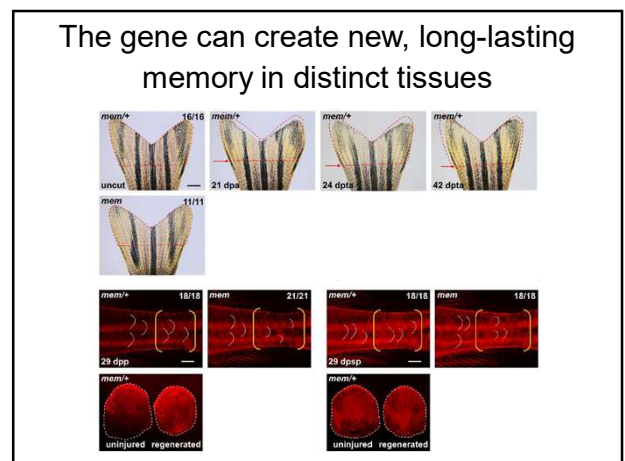 The gene can create new, long-lasting
memory in distinct tissues
mem/+ 16/16
uncut
mem/+
21 dpa
mem/+
24 dpta
mem/+
42 dpta
mem 11/11
mem/+ 18/18
29 dpp
mem 21/21
mem/+ 18/18
29 dpsp
mem 18/18
mem/+
uninjured regenerated
mem/+
uninjured regenerated